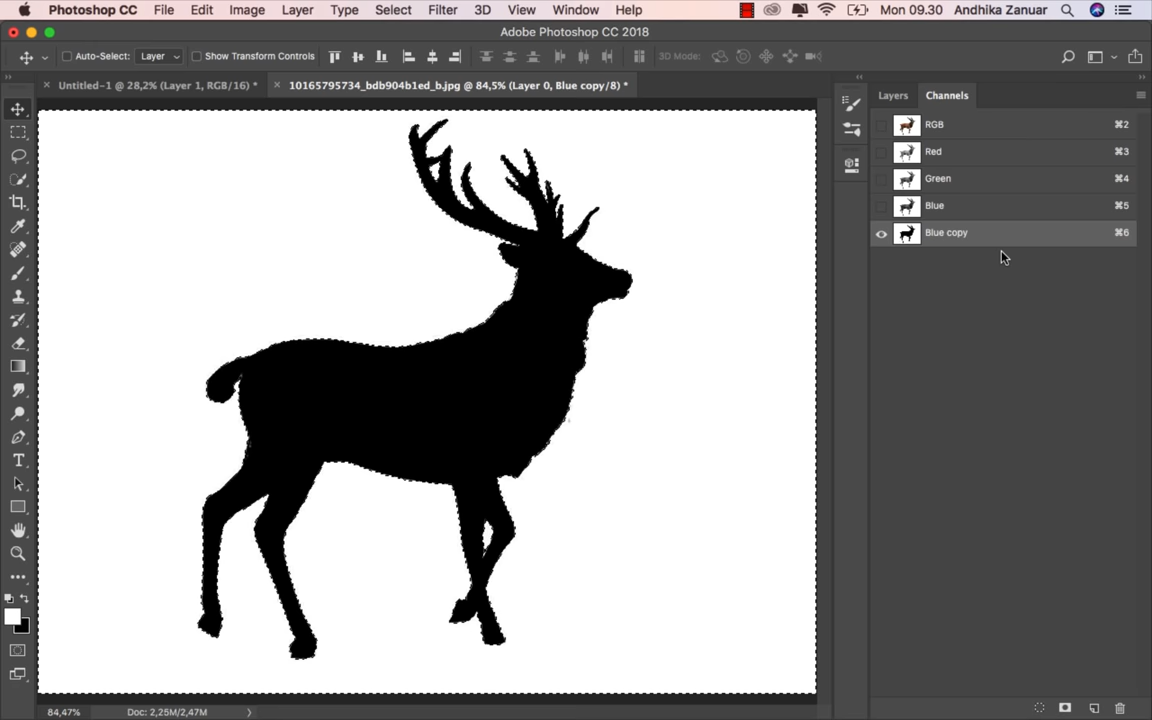 Photoshop CC File Edit Image Layer Type Select Filter 3D View Window Help Mon 09.30 Andhika Zanuar
Adobe Photoshop CC 2018
Auto-Select: Layer Show Transform Controls 3D Mode:
Untitled-1 @ 28,2% (Layer 1, RGB/16) * 10165795734_bdb904b1ed_b.jpg @ 84,5% (Layer 0, Blue copy/8) *
Layers Channels
RGB ⌘2
Red ⌘3
Green ⌘4
Blue ⌘5
Blue copy ⌘6
84,47% Doc: 2,25M/2,47M